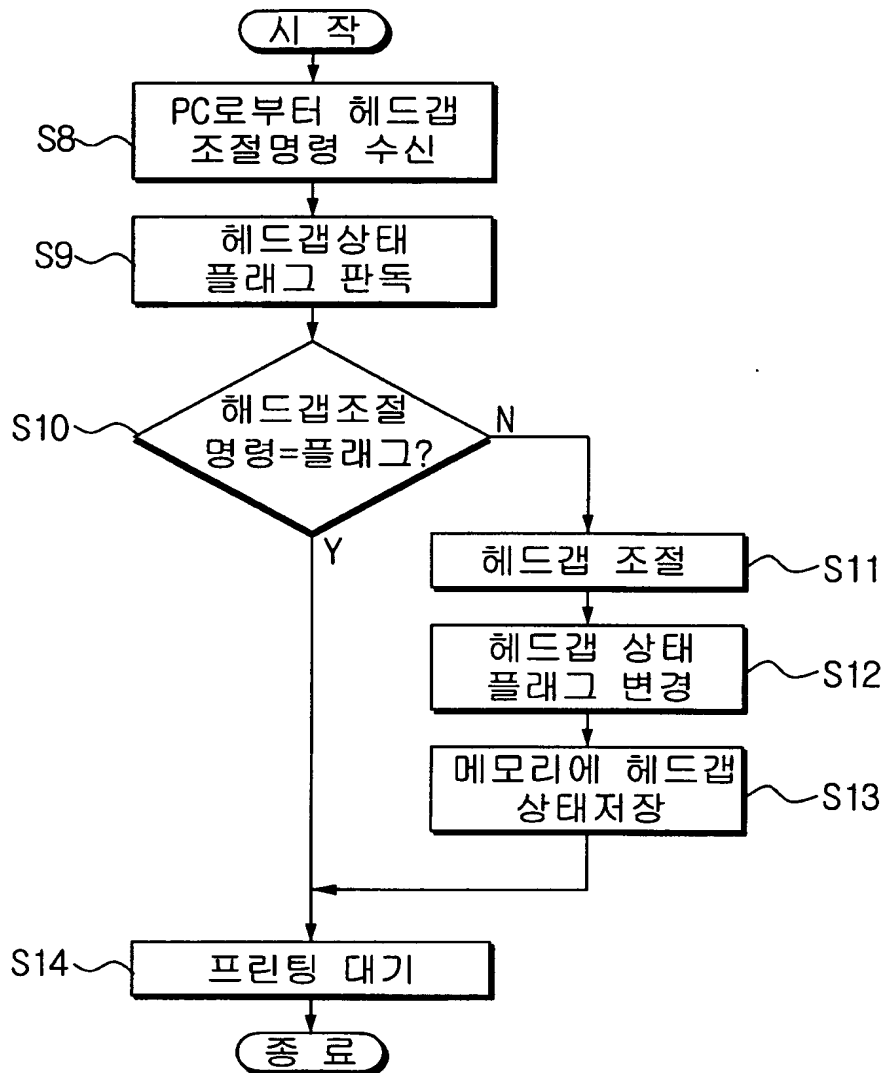 시 작
PC로부터 헤드갭
조절명령 수신
S8
헤드갭상태
플래그 판독
S9
해드갭조절
명령=플래그?
S10
N
Y
헤드갭 조절
S11
헤드갭 상태
플래그 변경
S12
메모리에 헤드갭
상태저장
S13
프린팅 대기
S14
종 료